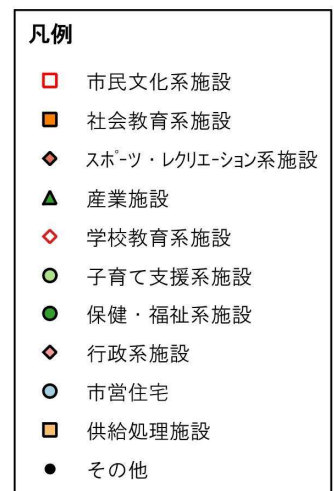 凡例
市民文化系施設
社会教育系施設
スポーツ・レクリエーション系施設
産業施設
学校教育系施設
子育て支援系施設
保健・福祉系施設
行政系施設
市営住宅
供給処理施設
その他